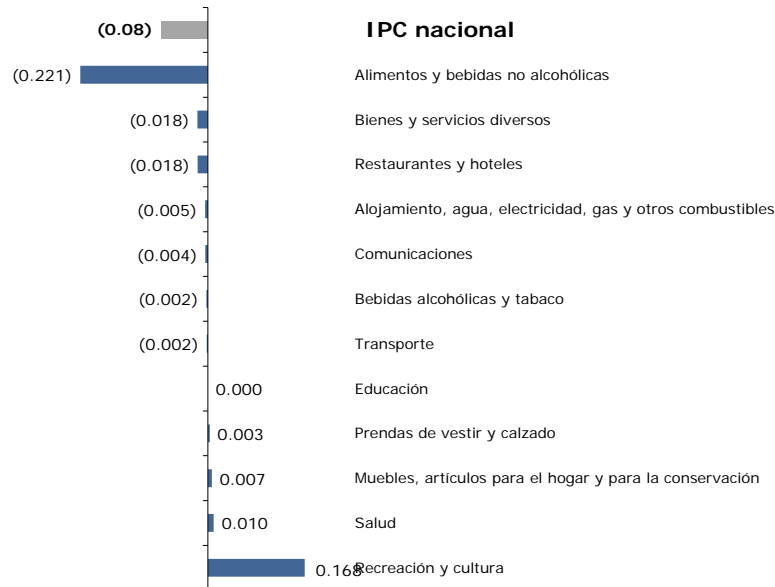 (0.08) IPC nacional
(0.221) Alimentos y bebidas no alcohólicas
(0.018) Bienes y servicios diversos
(0.018) Restaurantes y hoteles
(0.005) Alojamiento, agua, electricidad, gas y otros combustibles
(0.004) Comunicaciones
(0.002) Bebidas alcohólicas y tabaco
(0.002) Transporte
0.000 Educación
0.003 Prendas de vestir y calzado
0.007 Muebles, artículos para el hogar y para la conservación
0.010 Salud
0.168 Recreación y cultura